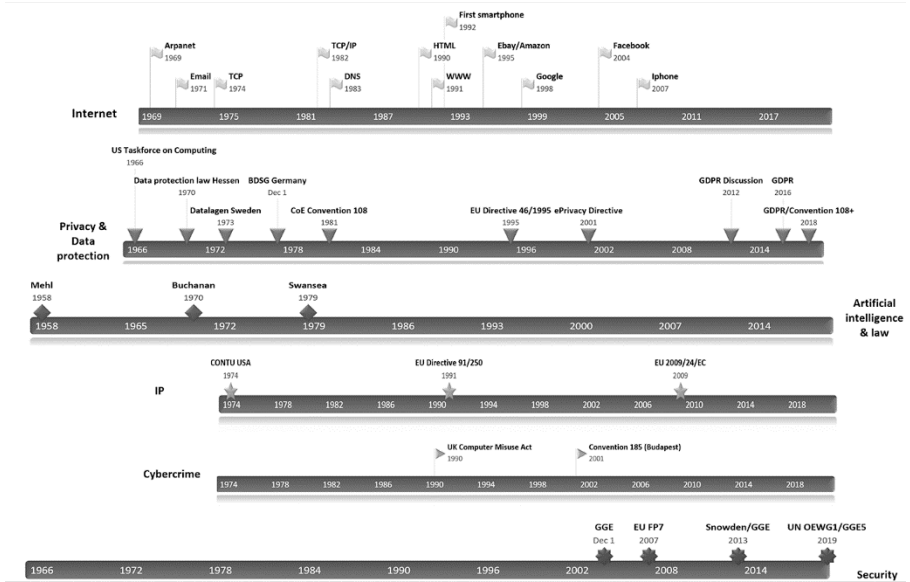 First smartphone
1992
Arpanet
1969
TCP/IP
1982
HTML
1990
Ebay/Amazon
1995
Facebook
2004
Email
1971
TCP
1974
DNS
1983
WWW
1991
Google
1998
Iphone
2007
Internet
1969 1975 1981 1987 1993 1999 2005 2011 2017
US Taskforce on Computing
1966
Data protection law Hessen
1970
BDSG Germany
Dec 1
GDPR Discussion
2012
GDPR
2016
Datalagen Sweden
1973
CoE Convention 108
1981
EU Directive 46/1995
1995
ePrivacy Directive
2001
GDPR/Convention 108+
2018
Privacy &
Data
protection
1966 1972 1978 1984 1990 1996 2002 2008 2014
Mehl
1958
Buchanan
1970
Swansea
1979
1958 1965 1972 1979 1986 1993 2000 2007 2014
Artificial
intelligence
& law
CONTU USA
1974
EU Directive 91/250
1991
EU 2009/24/EC
2009
IP
1974 1978 1982 1986 1990 1994 1998 2002 2006 2010 2014 2018
UK Computer Misuse Act
1990
Convention 185 (Budapest)
2001
Cybercrime
1974 1978 1982 1986 1990 1994 1998 2002 2006 2010 2014 2018
GGE
Dec 1
EU FP7
2007
Snowden/GGE
2013
UN OEWG1/GGE5
2019
1966 1972 1978 1984 1990 1996 2002 2008 2014
Security